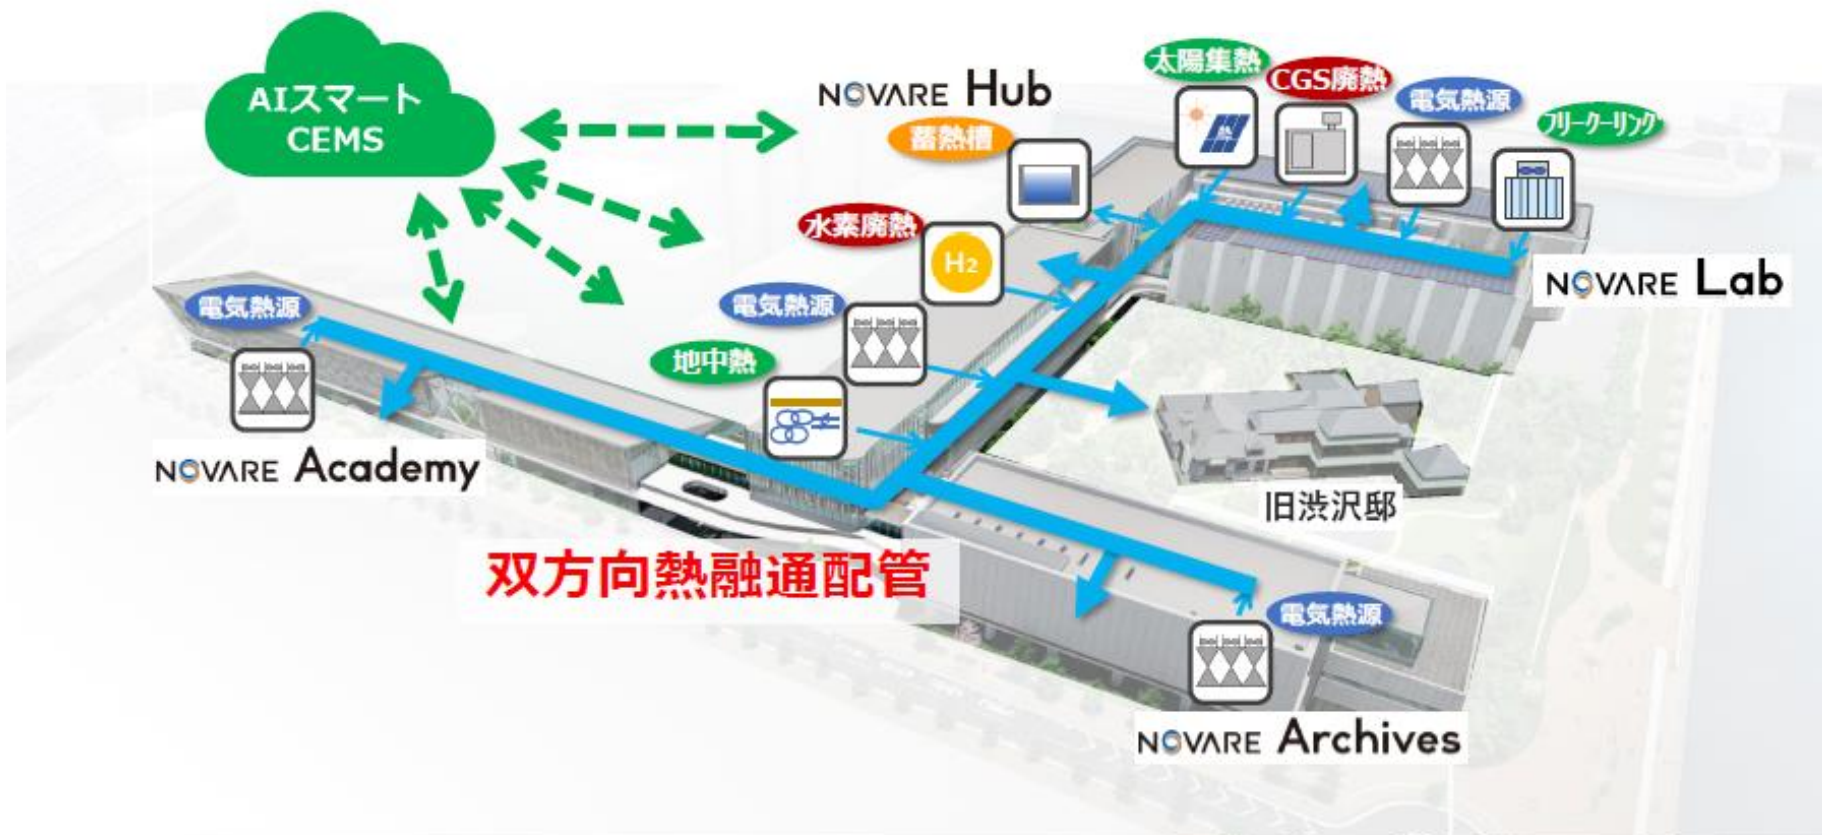 AIスマート
CEMS
NOVARE Hub
蓄熱槽
水素廃熱
H2
電気熱源
地中熱
太陽集熱
熱
CGS廃熱
電気熱源
フリークーリング
NOVARE Lab
電気熱源
NOVARE Academy
旧渋沢邸
双方向熱融通配管
電気熱源
NOVARE Archives